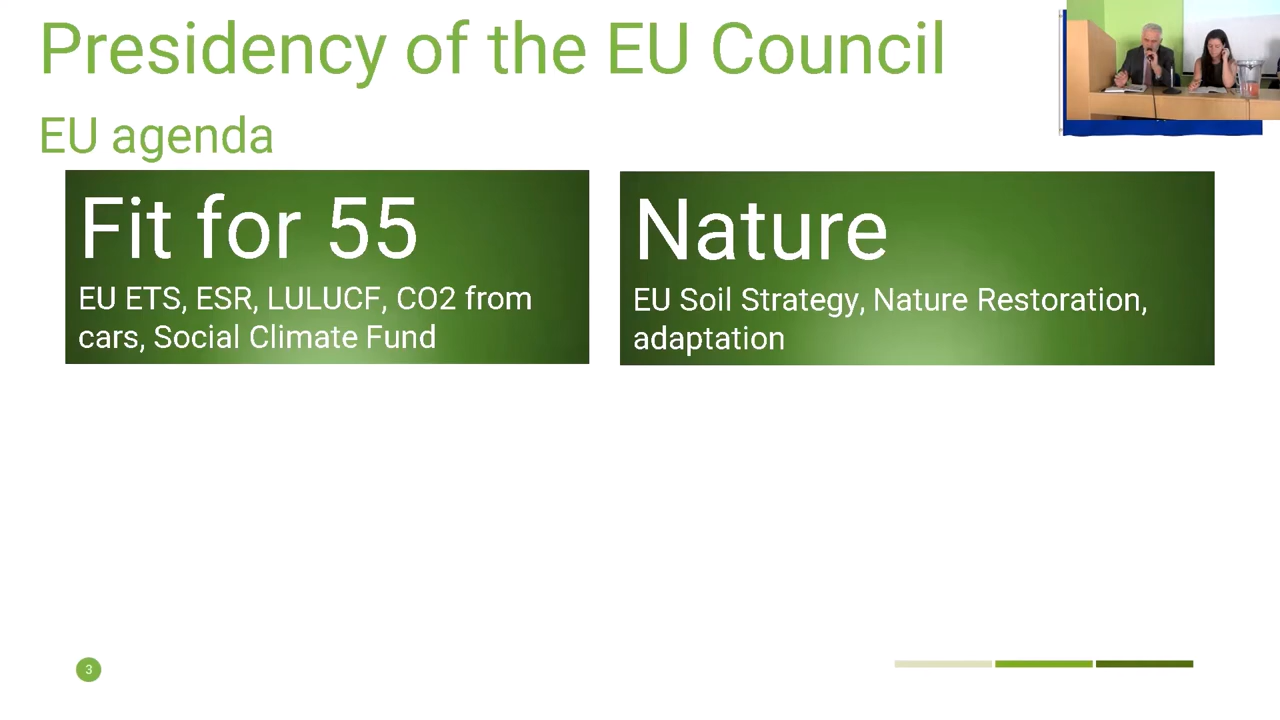 Presidency of the EU Council
EU agenda
Fit for 55
EU ETS, ESR, LULUCF, CO2 from
cars, Social Climate Fund
Nature
EU Soil Strategy, Nature Restoration,
adaptation
3